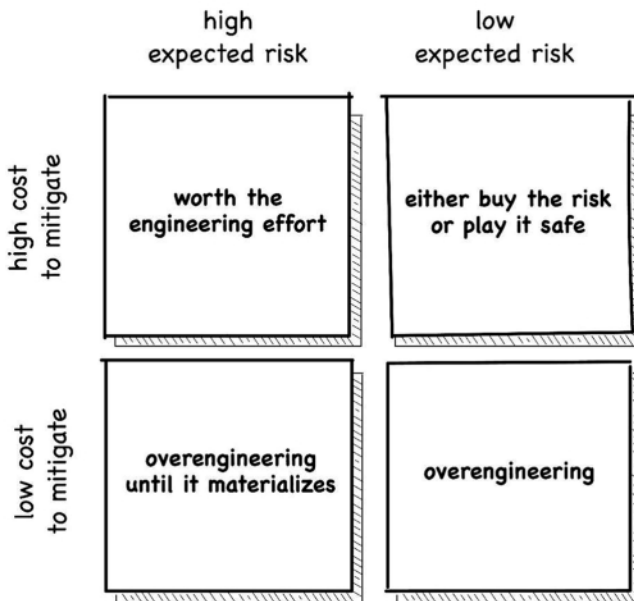 high
expected risk
low
expected risk
high cost
to mitigate
worth the
engineering effort
either buy the risk
or play it safe
low cost
to mitigate
overengineering
until it materializes
overengineering